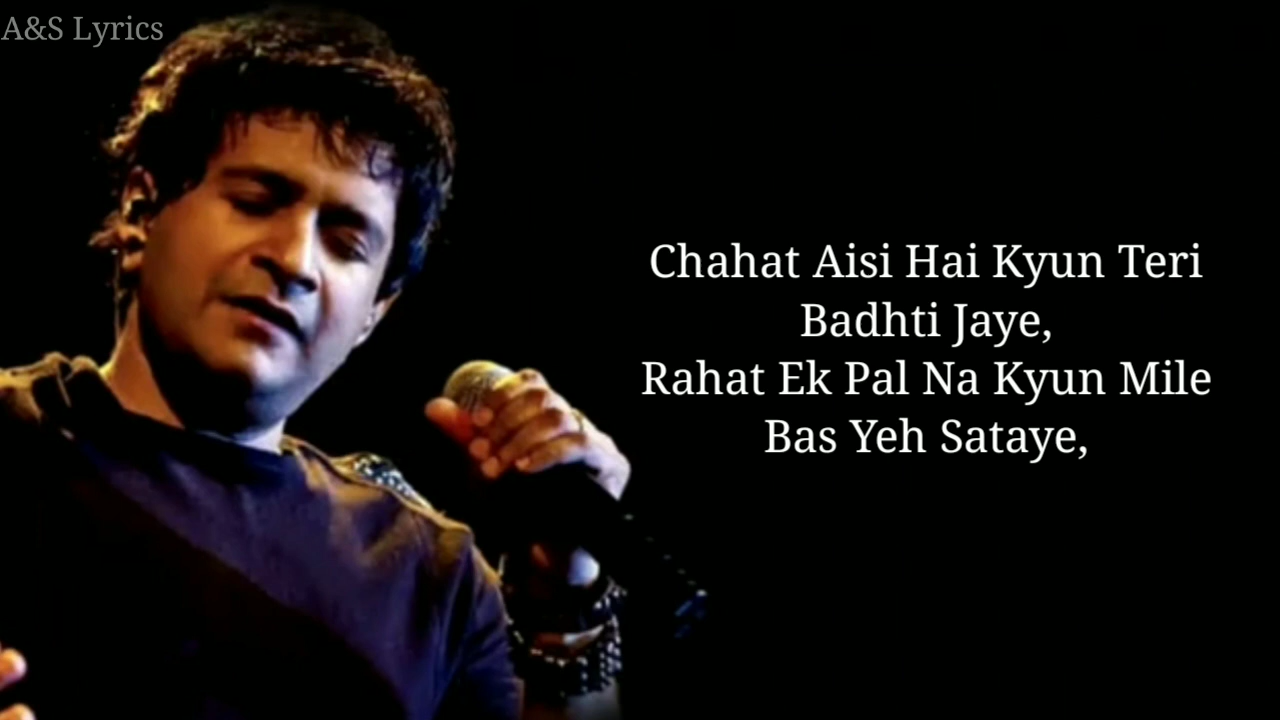 A&S Lyrics
Chahat Aisi Hai Kyun Teri
Badhti Jaye,
Rahat Ek Pal Na Kyun Mile
Bas Yeh Sataye,